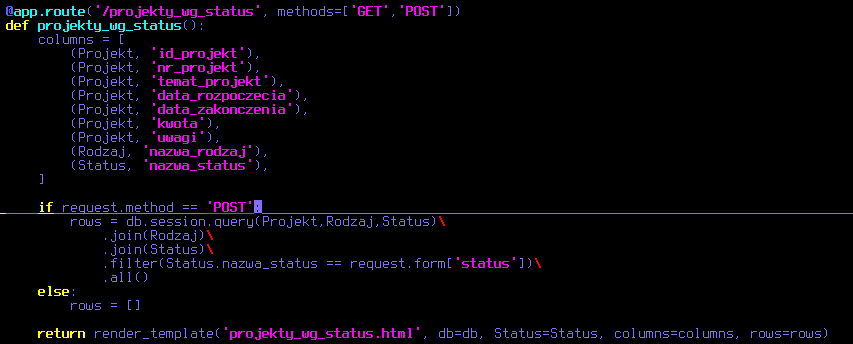 @app.route('/projekty_wg_status', methods=['GET','POST'])
def projekty_wg_status():
    columns = [
        (Projekt, 'id_projekt'),
        (Projekt, 'nr_projekt'),
        (Projekt, 'temat_projekt'),
        (Projekt, 'data_rozpoczecia'),
        (Projekt, 'data_zakonczenia'),
        (Projekt, 'kwota'),
        (Projekt, 'uwagi'),
        (Rodzaj, 'nazwa_rodzaj'),
        (Status, 'nazwa_status'),
    ]
    if request.method == 'POST':
        rows = db.session.query(Projekt,Rodzaj,Status)\
            .join(Rodzaj)\
            .join(Status)\
            .filter(Status.nazwa_status == request.form['status'])\
            .all()
    else:
        rows = []
    return render_template('projekty_wg_status.html', db=db, Status=Status, columns=columns, rows=rows)